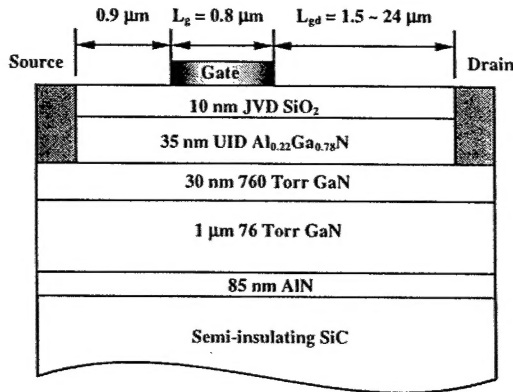 0.9 μm
Lg = 0.8 μm
Lgd = 1.5 ~ 24 μm
Source
Gate
Drain
10 nm JVD SiO₂
35 nm UID Al₀.₂₂Ga₀.₇₈N
30 nm 760 Torr GaN
1 μm 76 Torr GaN
85 nm AlN
Semi-insulating SiC